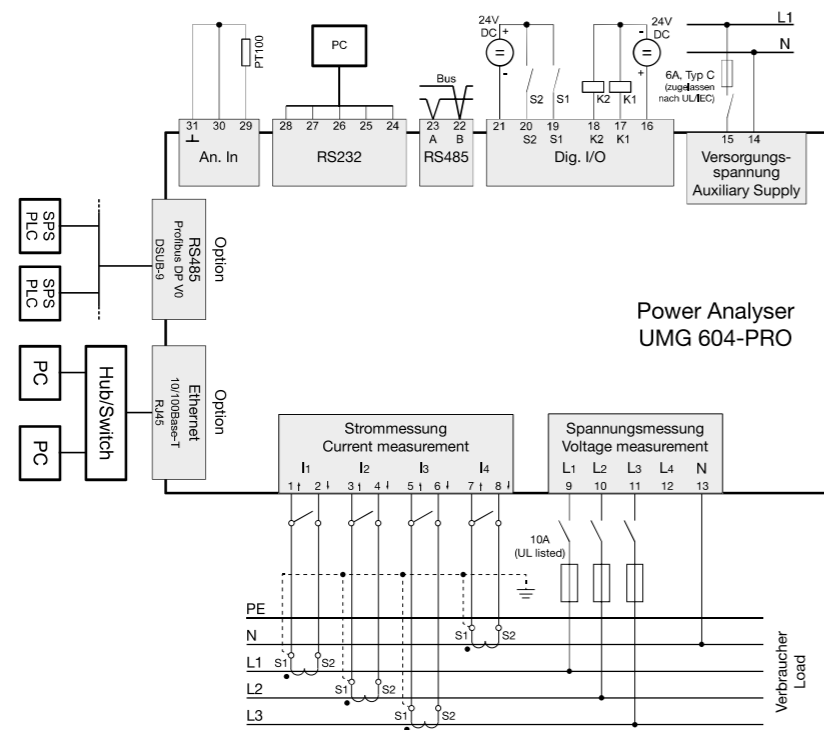 24V
DC
+
-
S2
S1
24V
DC
-
+
K2
K1
L1
N
6A, Typ C
(zugelassen
nach UL/IEC)
PT100
PC
Bus
31
30
29
An. In
28
27
26
25
24
RS232
23
22
A
B
RS485
21
20
19
18
17
16
S2
S1
K2
K1
Dig. I/O
15
14
Versorgungs-
spannung
Auxiliary Supply
SPS
PLC
SPS
PLC
RS485
Profibus DP V0
DSUB-9
Option
Power Analyser
UMG 604-PRO
PC
PC
Hub/Switch
Ethernet
10/100Base-T
RJ45
Option
Strommessung
Current measurement
I1
I2
I3
I4
1
2
3
4
5
6
7
8
Spannungsmessung
Voltage measurement
L1
L2
L3
L4
N
9
10
11
12
13
10A
(UL listed)
PE
N
S1
S2
L1
S1
S2
L2
S1
S2
L3
S1
S2
Verbraucher
Load